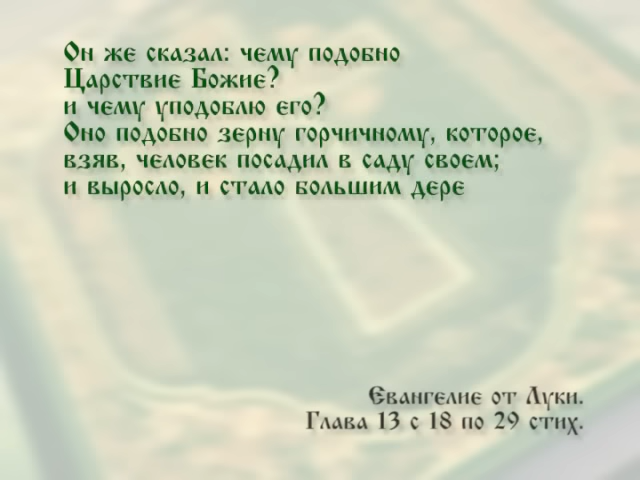 Он же сказал: чему подобно
Царствие Божие?
и чему уподоблю его?
Оно подобно зерну горчичному, которое,
взяв, человек посадил в саду своем;
и выросло, и стало большим дере
Евангелие от Луки.
Глава 13 с 18 по 29 стих.